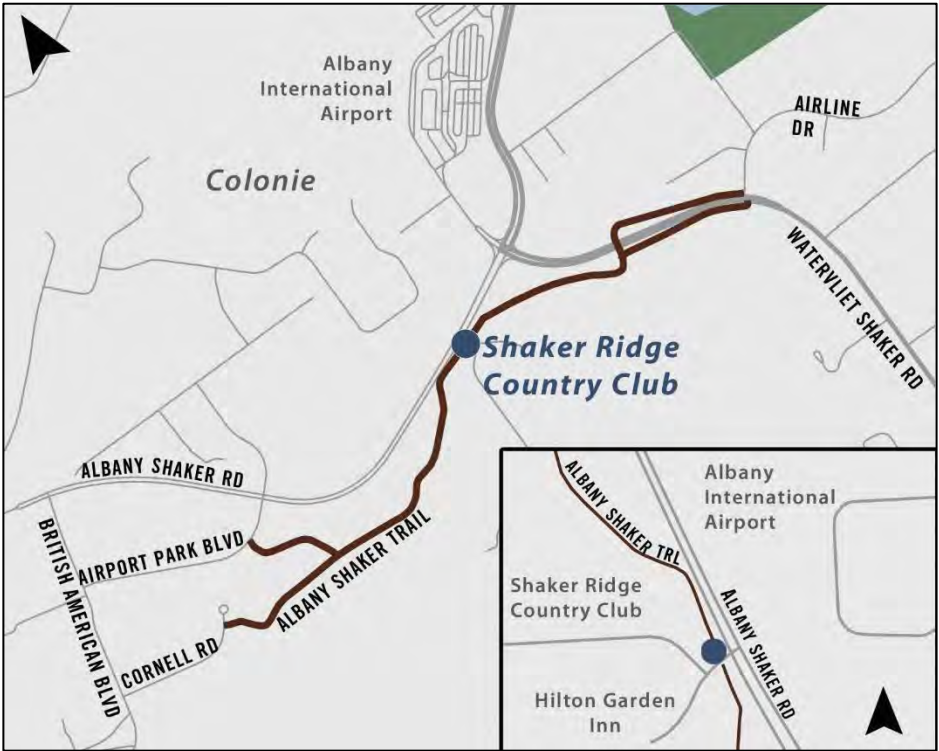 Albany
International
Airport
Colonie
AIRLINE
DR
WATERVLIET SHAKER RD
Shaker Ridge
Country Club
ALBANY SHAKER RD
BRITISH AMERICAN BLVD
AIRPORT PARK BLVD
ALBANY SHAKER TRAIL
CORNELL RD
ALBANY SHAKER TRL
Albany
International
Airport
Shaker Ridge
Country Club
ALBANY SHAKER RD
Hilton Garden
Inn